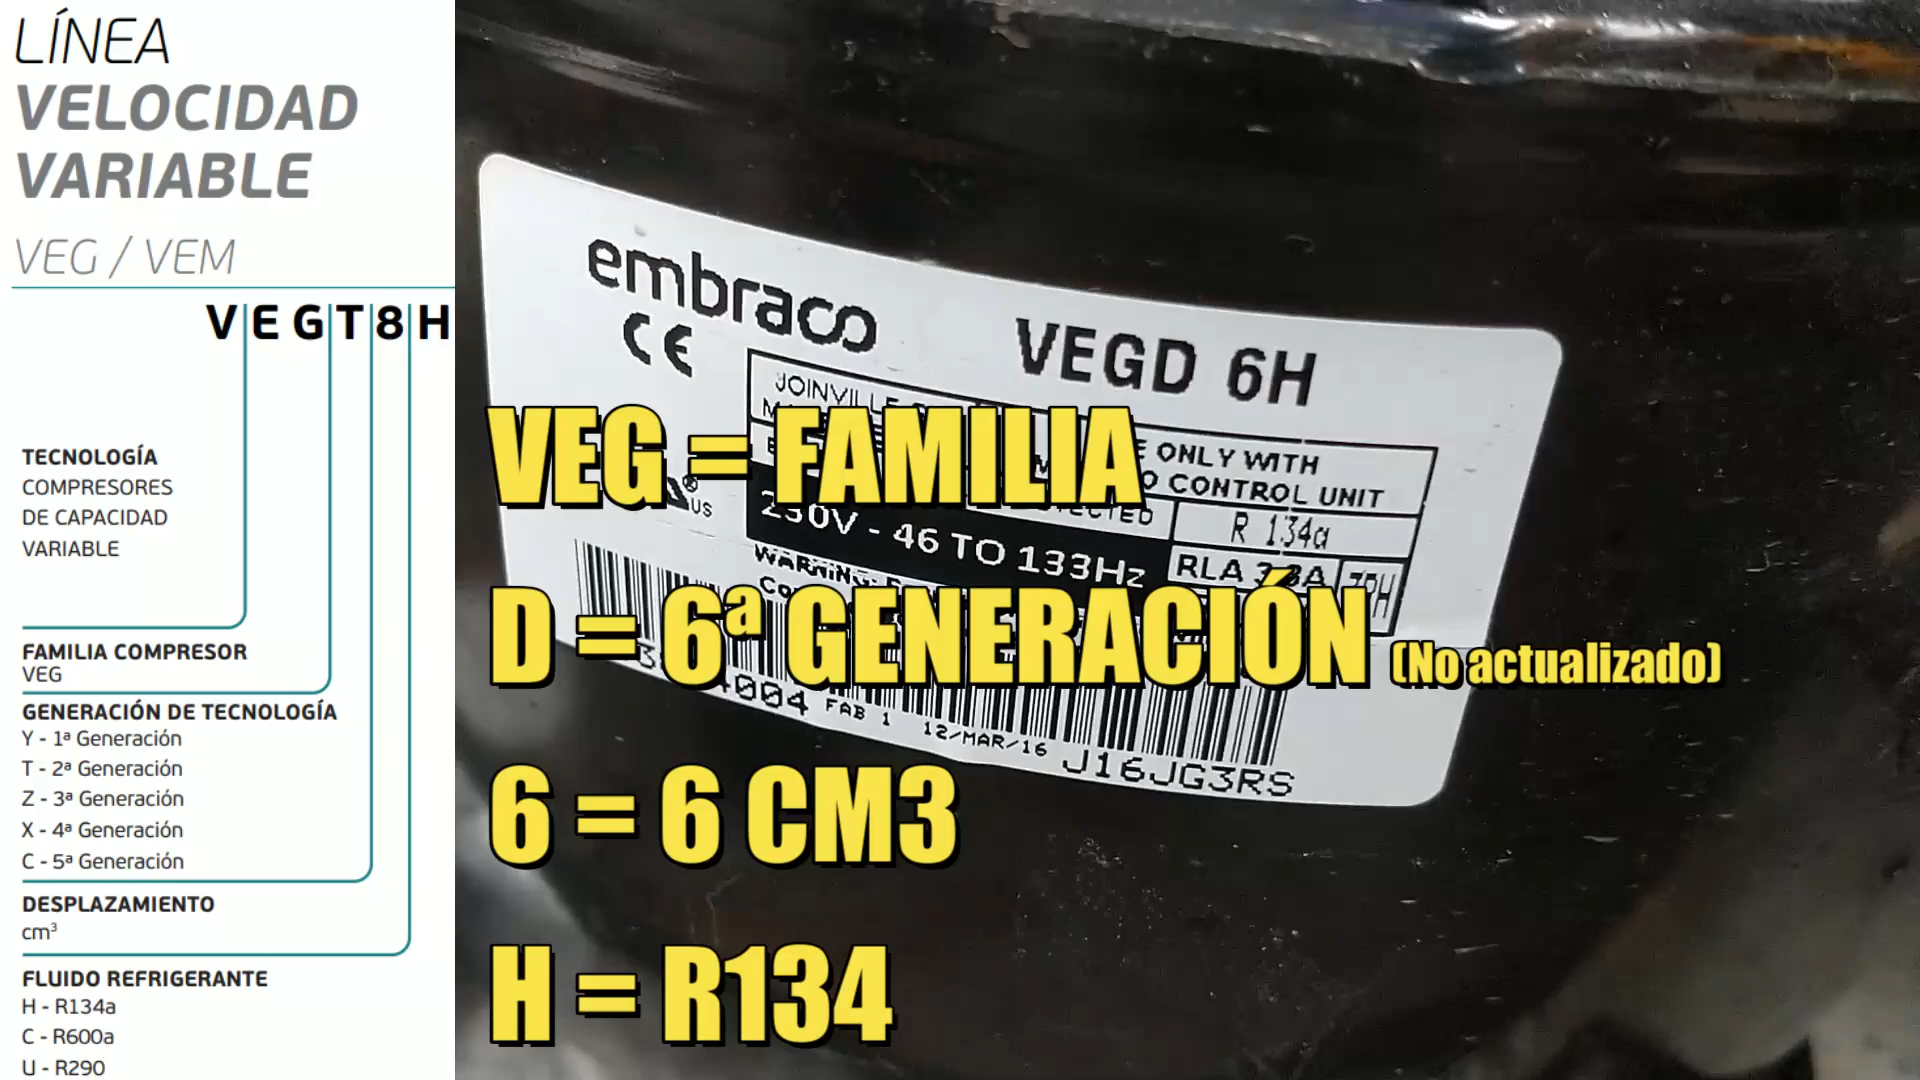 LÍNEA
VELOCIDAD
VARIABLE
VEG / VEM
VEGT8H
TECNOLOGÍA
COMPRESORES
DE CAPACIDAD
VARIABLE
FAMILIA COMPRESOR
VEG
GENERACIÓN DE TECNOLOGÍA
Y - 1ª Generación
T - 2ª Generación
Z - 3ª Generación
X - 4ª Generación
C - 5ª Generación
DESPLAZAMIENTO
cm³
FLUIDO REFRIGERANTE
H - R134a
C - R600a
U - R290
embraco
CE
VEGD 6H
JOINVILLE
ONLY WITH
CONTROL UNIT
R 134a
230V - 46 TO 133Hz
RLA
US
WARNING:
FAB 1
12/MAR/16
J16JG3RS
VEG = FAMILIA
D = 6ª GENERACIÓN (No actualizado)
6 = 6 CM3
H = R134